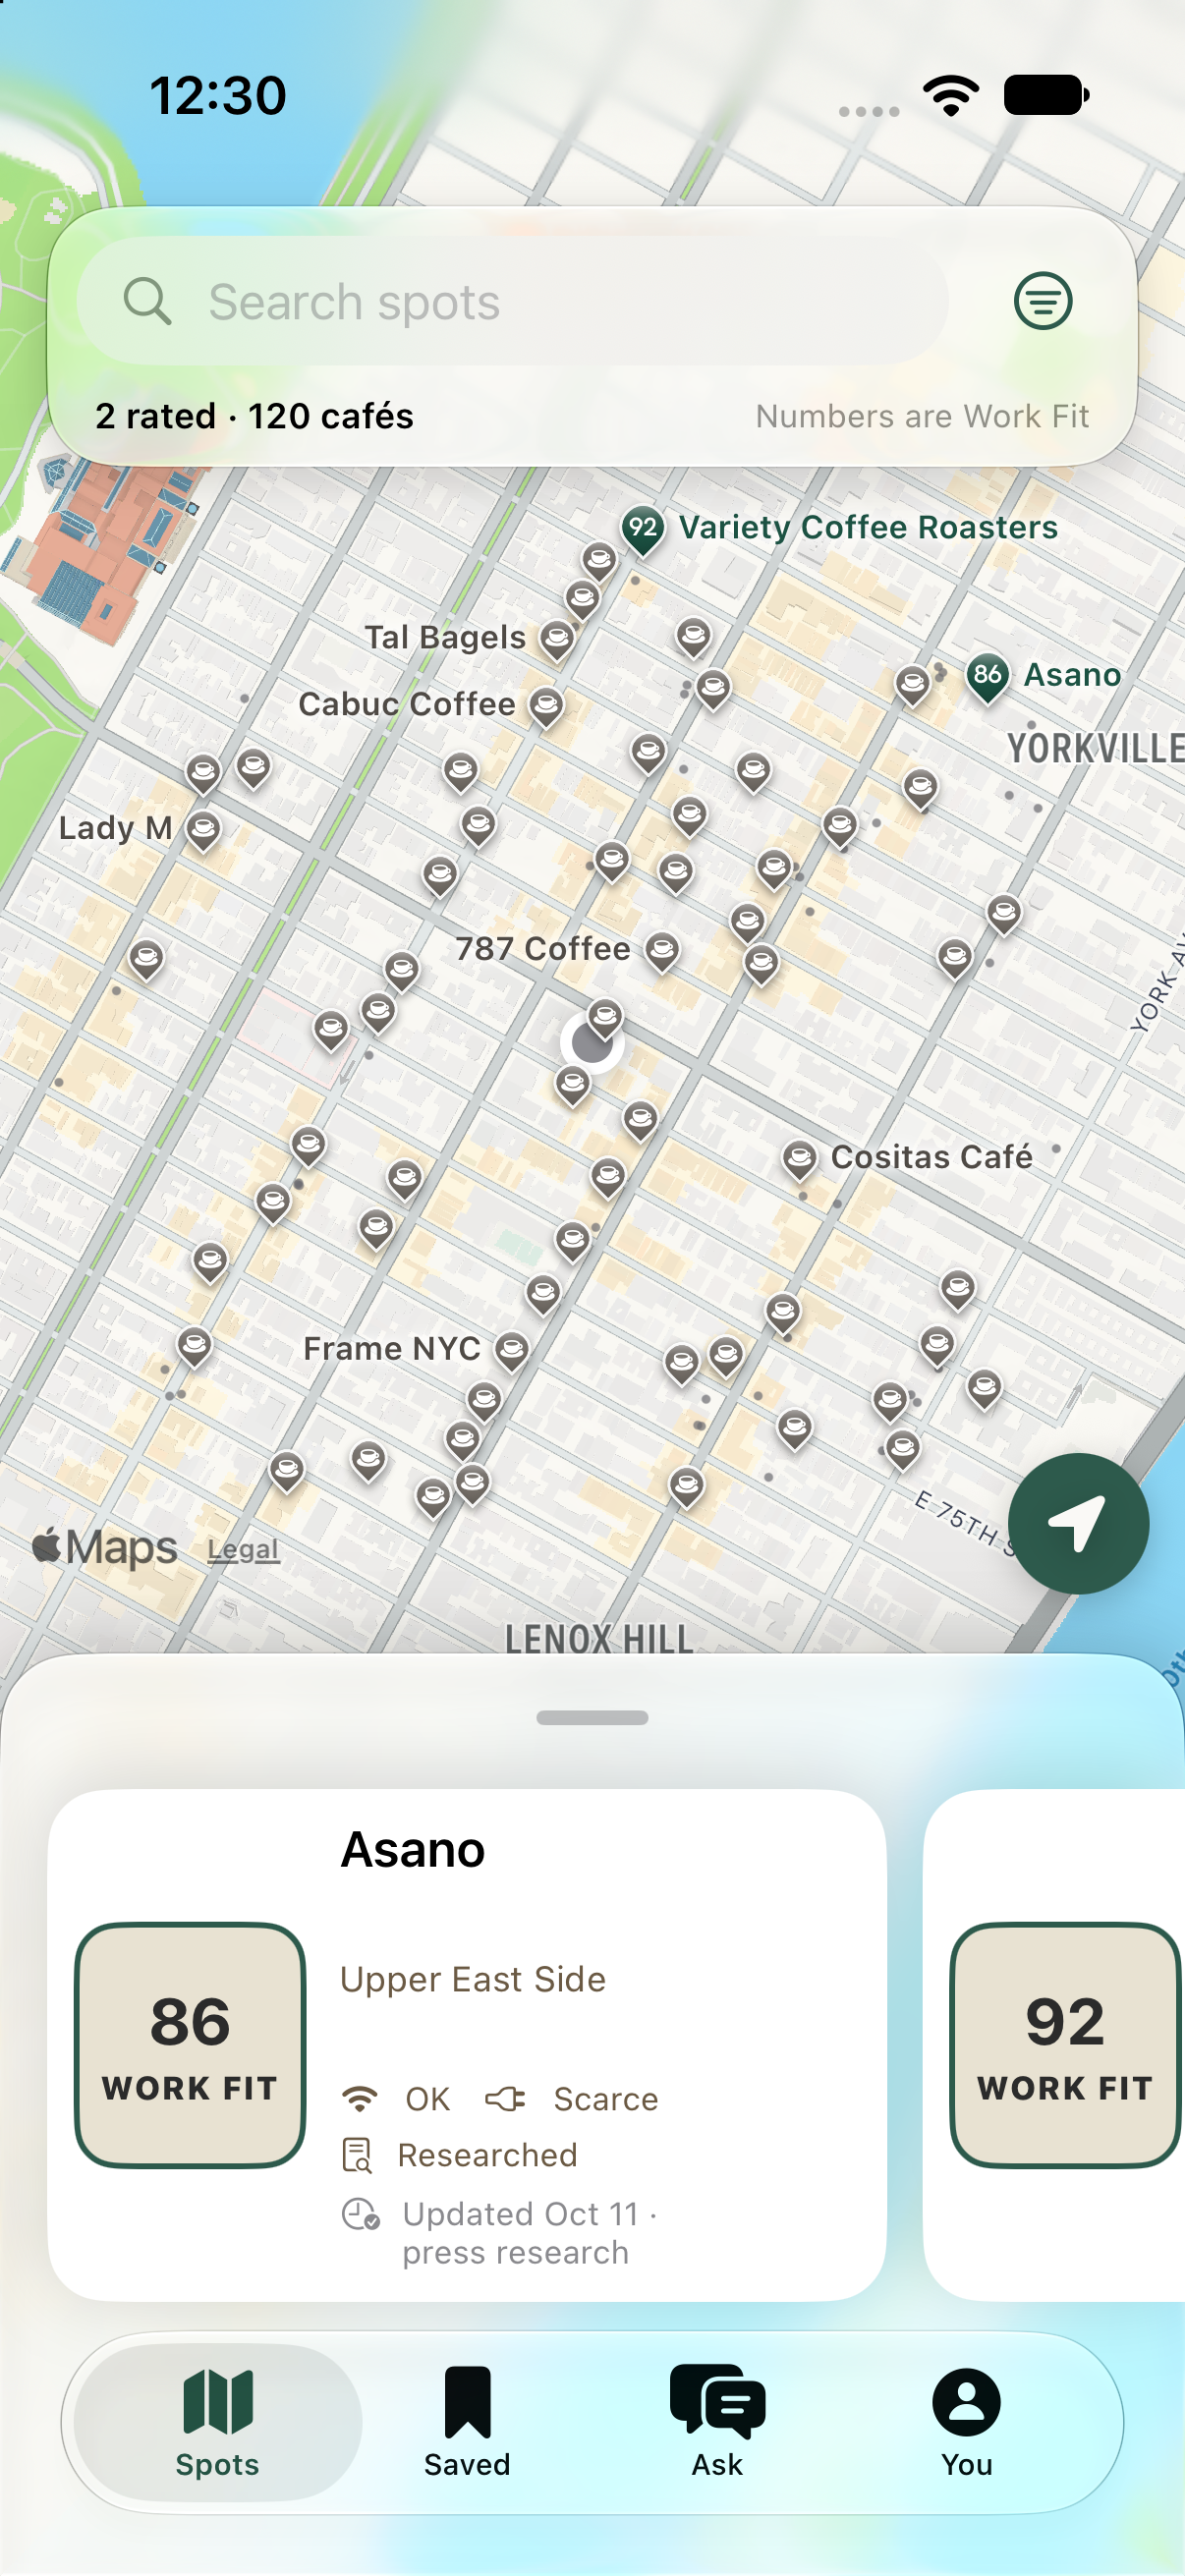 12:30
Search spots
2 rated · 120 cafés
Numbers are Work Fit
92 Variety Coffee Roasters
Tal Bagels
86 Asano
Cabuc Coffee
YORKVILLE
Lady M
787 Coffee
YORK AV
Cositas Café
Frame NYC
E 75TH S
Maps Legal
LENOX HILL
Asano
86
WORK FIT
Upper East Side
OK Scarce
Researched
Updated Oct 11 ·
press research
92
WORK FIT
Spots
Saved
Ask
You